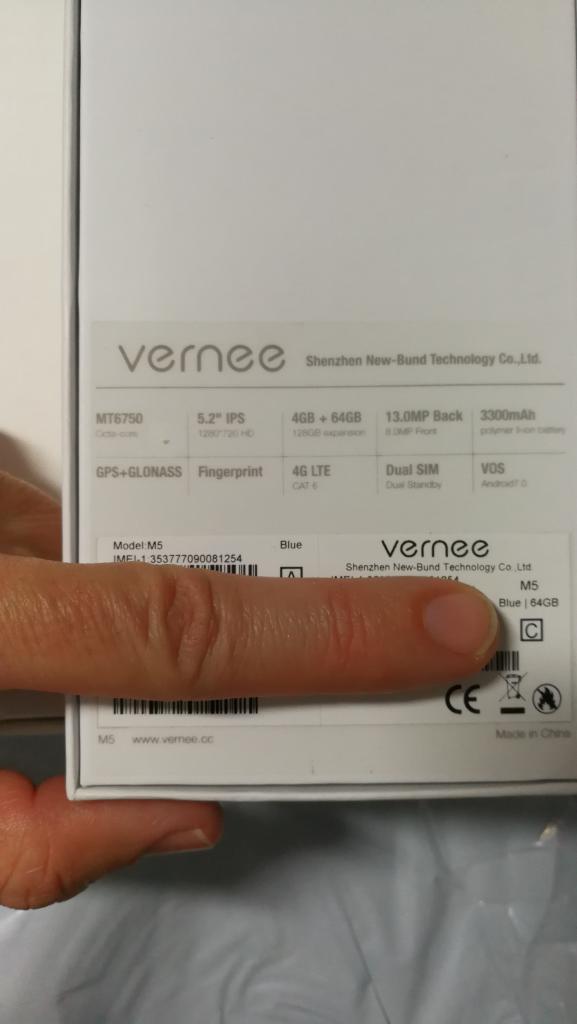 vernee Shenzhen New-Bund Technology Co.,Ltd.
MT6750 5.2" IPS 4GB + 64GB 13.0MP Back 3300mAh
Octa-core 1280*720 HD 128GB expansion 8.0MP Front polymer li-ion battery
GPS+GLONASS Fingerprint 4G LTE Dual SIM VOS
CAT 6 Dual Standby Android7.0
Model:M5 Blue
IMEI-1:353777090081254
A
vernee
Shenzhen New-Bund Technology Co.,Ltd.
M5
Blue | 64GB
C
CE
M5 www.vernee.cc Made in China